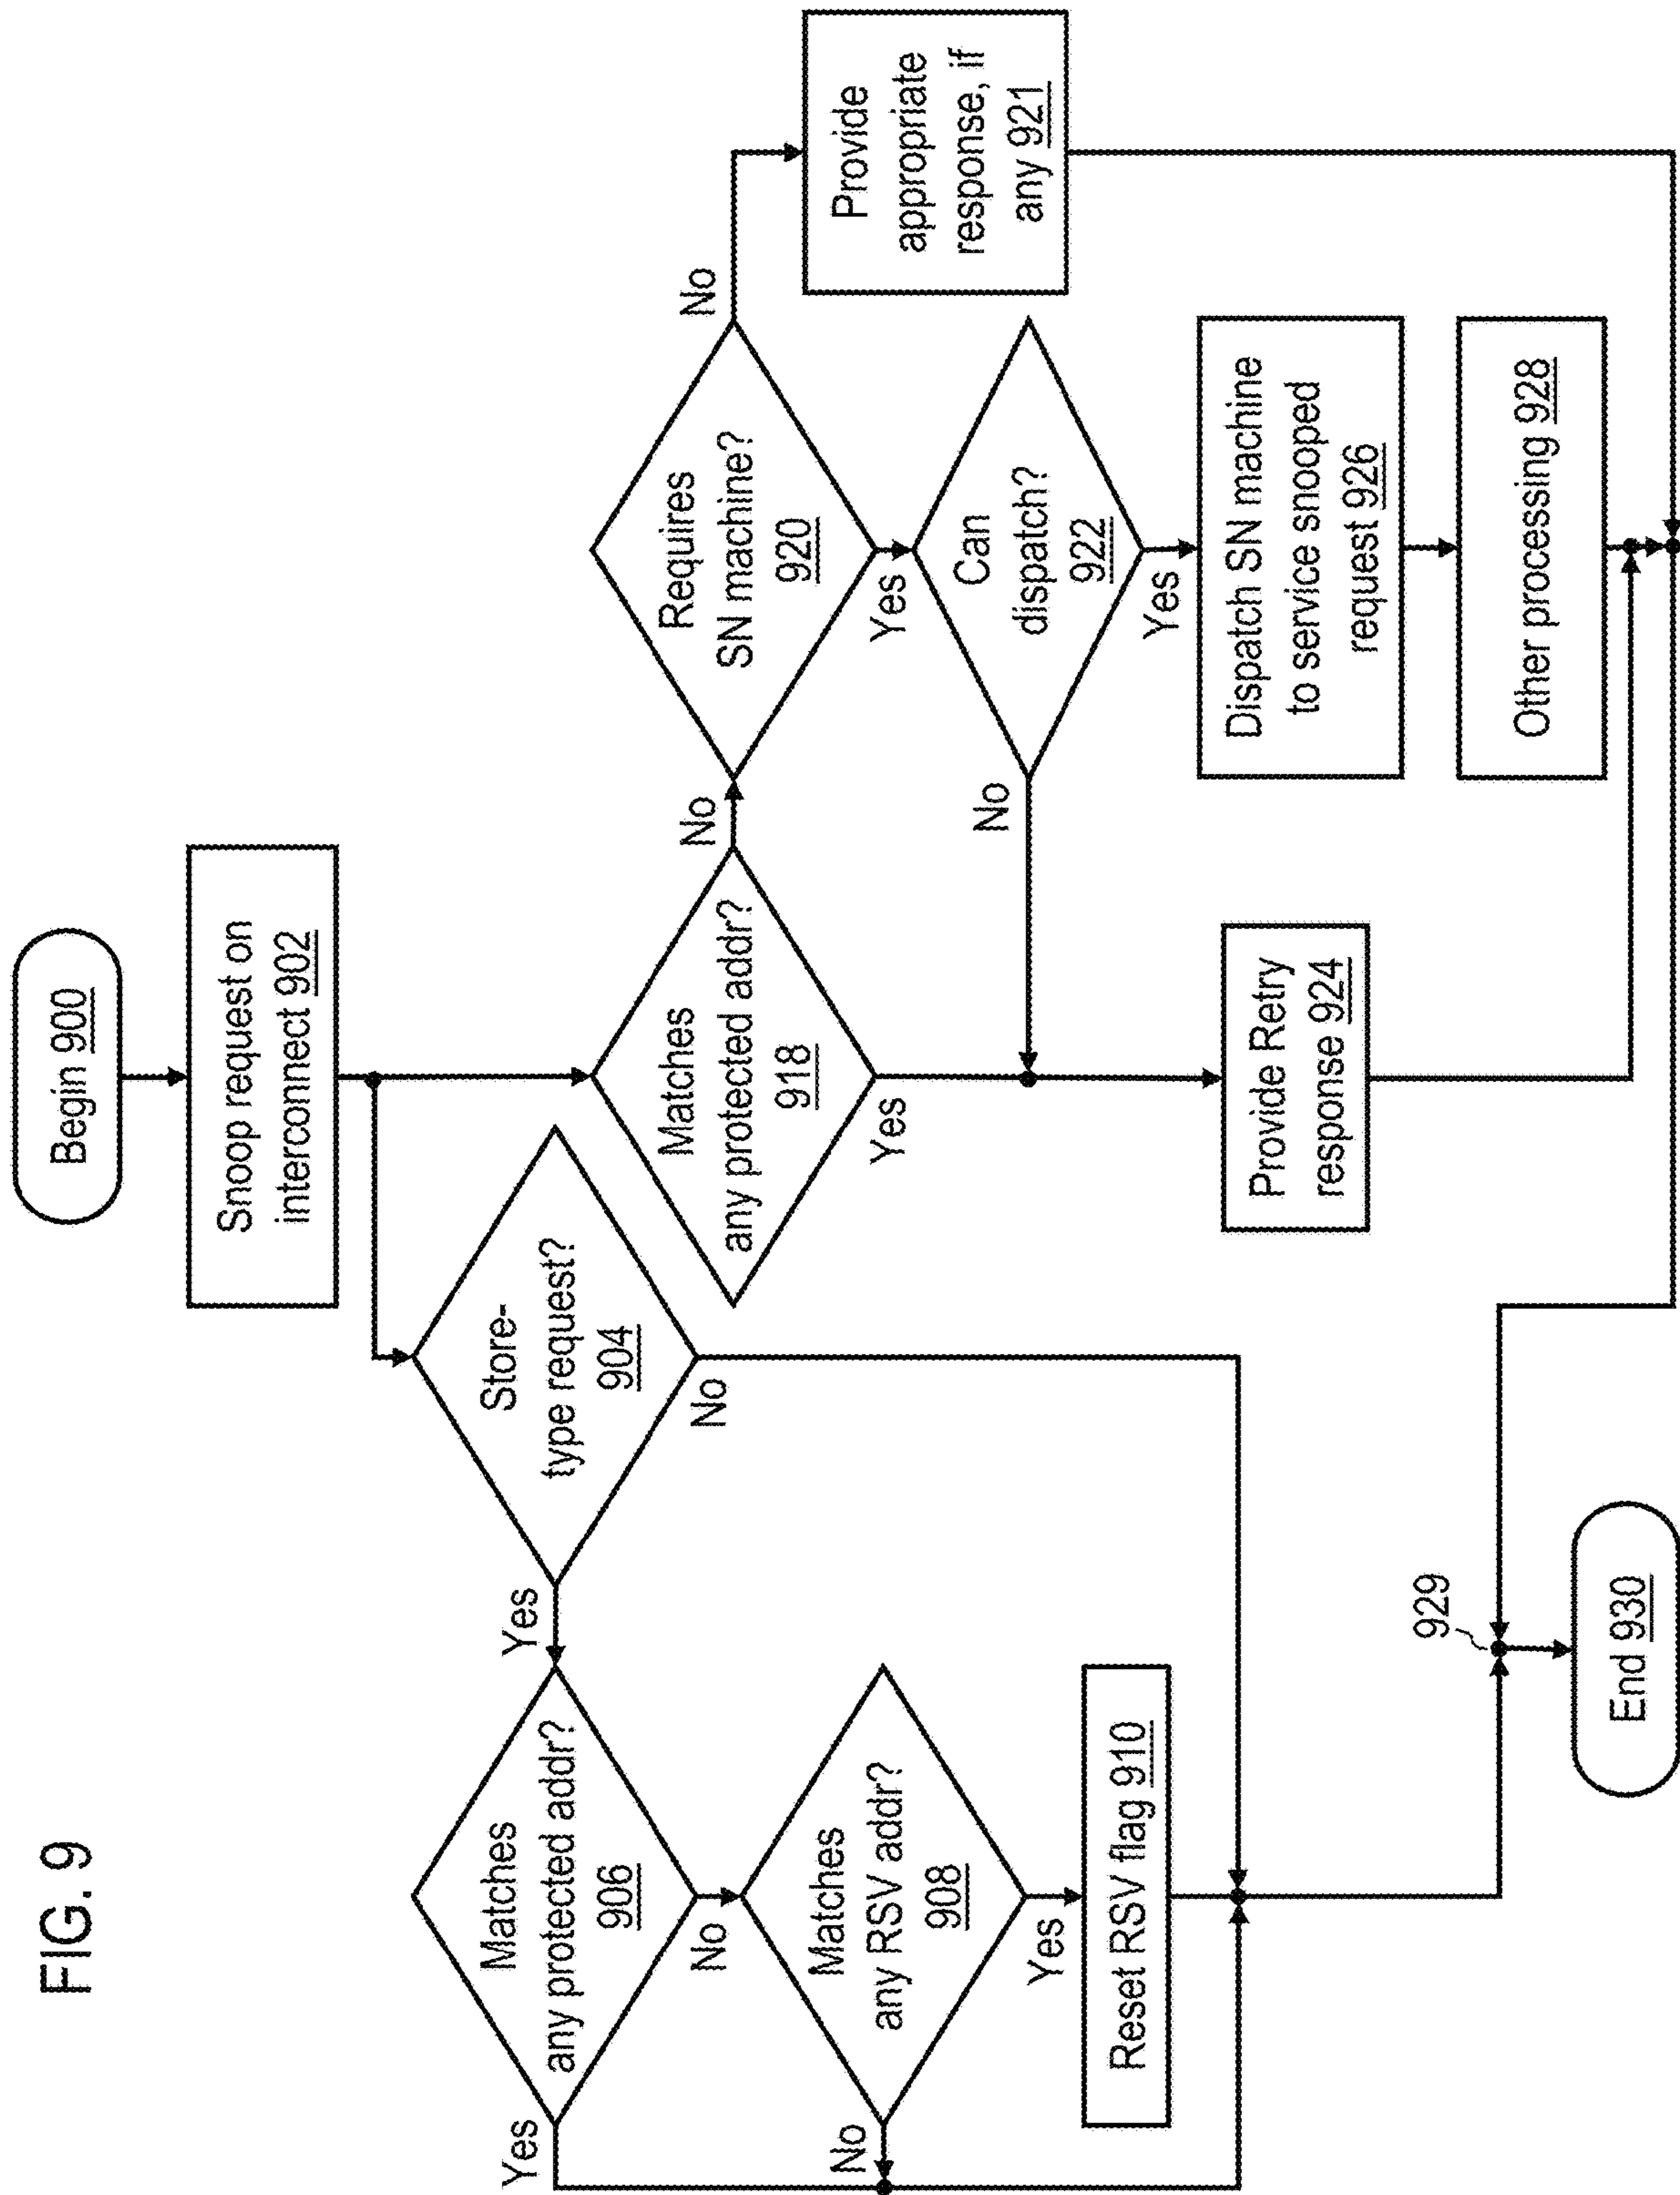 FIG. 9
Begin 900
Snoop request on
interconnect 902
Store-
type request?
904
Yes
No
Matches
any protected addr?
906
Yes
No
Matches
any RSV addr?
908
No
Yes
Reset RSV flag 910
Matches
any protected addr?
918
No
Yes
Requires
SN machine?
920
No
Yes
Provide
appropriate
response, if
any 921
Can
dispatch?
922
No
Yes
Provide Retry
response 924
Dispatch SN machine
to service snooped
request 926
Other processing 928
929
End 930